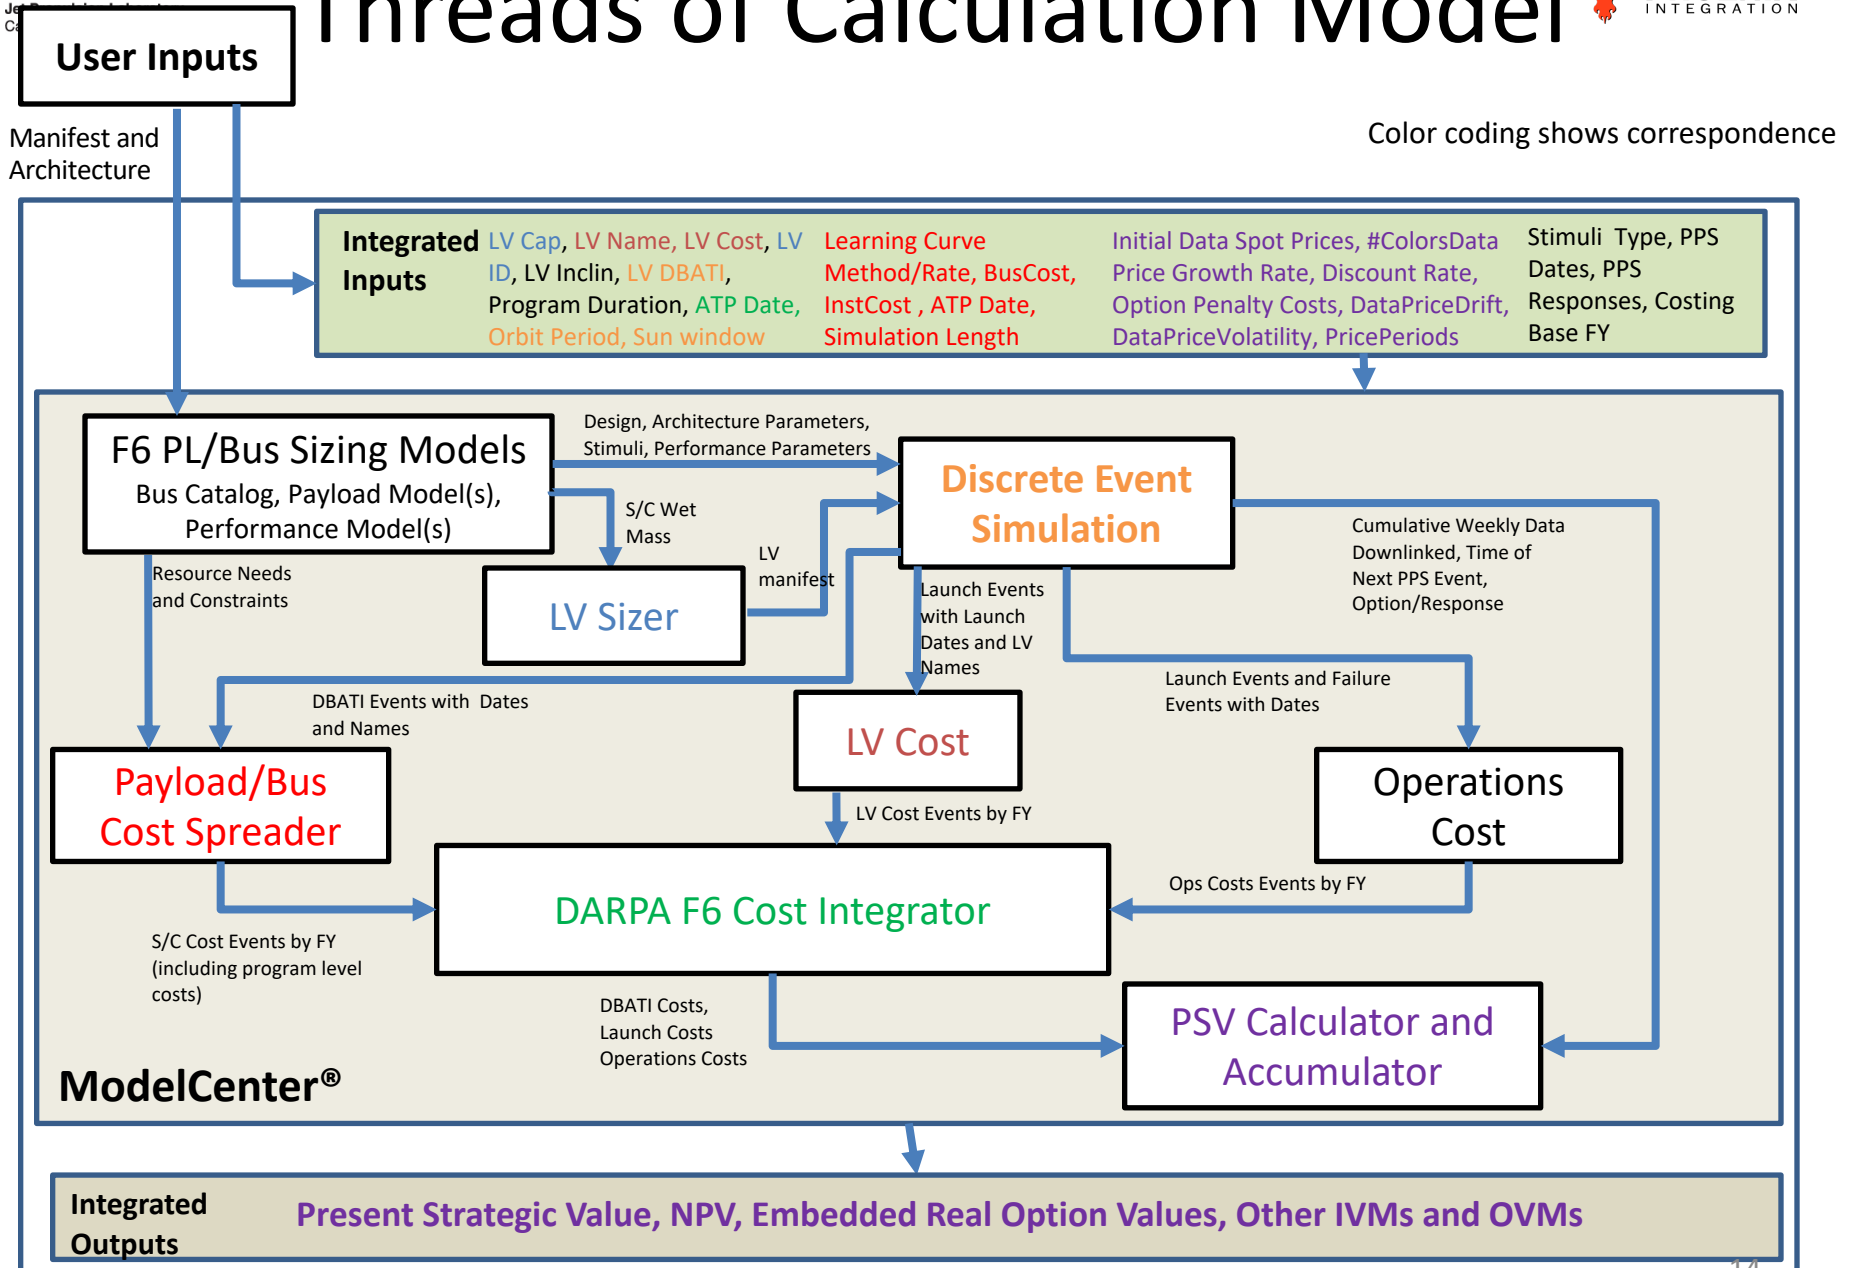 Threads of Calculation Model
INTEGRATION
User Inputs
Manifest and
Architecture
Color coding shows correspondence
Integrated
Inputs
LV Cap, LV Name, LV Cost, LV
ID, LV Inclin, LV DBATI,
Program Duration, ATP Date,
Orbit Period, Sun window
Learning Curve
Method/Rate, BusCost,
InstCost , ATP Date,
Simulation Length
Initial Data Spot Prices, #ColorsData
Price Growth Rate, Discount Rate,
Option Penalty Costs, DataPriceDrift,
DataPriceVolatility, PricePeriods
Stimuli Type, PPS
Dates, PPS
Responses, Costing
Base FY
F6 PL/Bus Sizing Models
Bus Catalog, Payload Model(s),
Performance Model(s)
Design, Architecture Parameters,
Stimuli, Performance Parameters
Discrete Event
Simulation
S/C Wet
Mass
LV
manifest
LV Sizer
Resource Needs
and Constraints
Launch Events
with Launch
Dates and LV
Names
Cumulative Weekly Data
Downlinked, Time of
Next PPS Event,
Option/Response
Launch Events and Failure
Events with Dates
DBATI Events with Dates
and Names
LV Cost
Payload/Bus
Cost Spreader
Operations
Cost
LV Cost Events by FY
DARPA F6 Cost Integrator
Ops Costs Events by FY
S/C Cost Events by FY
(including program level
costs)
DBATI Costs,
Launch Costs
Operations Costs
PSV Calculator and
Accumulator
ModelCenter®
Integrated
Outputs
Present Strategic Value, NPV, Embedded Real Option Values, Other IVMs and OVMs
14